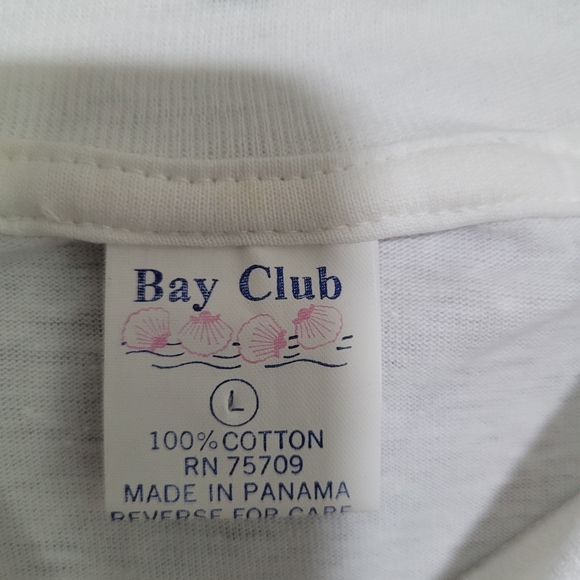 Bay Club
L
100% COTTON
RN 75709
MADE IN PANAMA
REVERSE FOR CARE